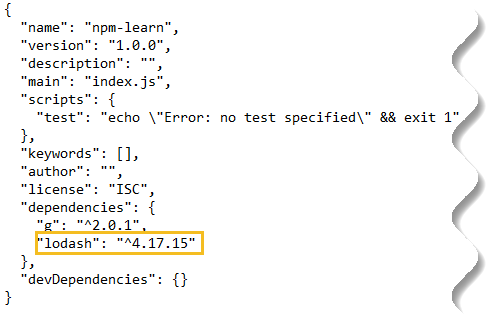 {
"name": "npm-learn",
"version": "1.0.0",
"description": "",
"main": "index.js",
"scripts": {
"test": "echo \"Error: no test specified\" && exit 1"
},
"keywords": [],
"author": "",
"license": "ISC",
"dependencies": {
"g": "^2.0.1",
"lodash": "^4.17.15"
},
"devDependencies": {}
}